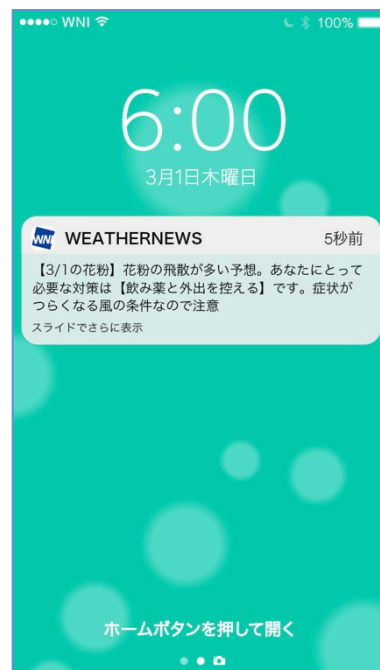 ●●●●○ WNI 100%
6:00
3月1日木曜日
WNI WEATHERNEWS 5秒前
【3/1の花粉】花粉の飛散が多い予想。あなたにとって
必要な対策は【飲み薬と外出を控える】です。症状が
つらくなる風の条件なので注意
スライドでさらに表示
ホームボタンを押して開く